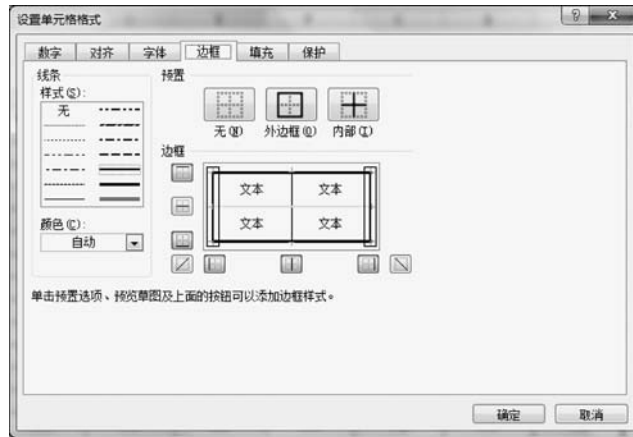 设置单元格格式
数字 对齐 字体 边框 填充 保护
线条
样式(S):
无
颜色(C):
自动
预置
无(N) 外边框(O) 内部(I)
边框
文本 文本
文本 文本
单击预置选项、预览草图及上面的按钮可以添加边框样式。
确定 取消